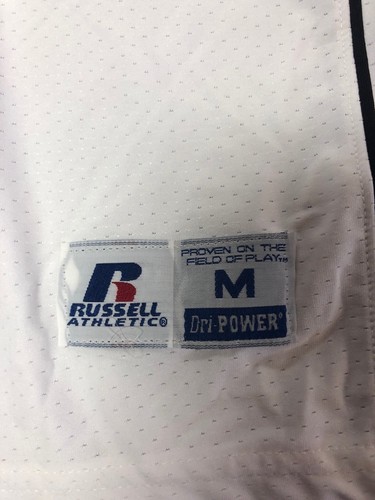 R
RUSSELL
ATHLETIC®
PROVEN ON THE
FIELD OF PLAY™
M
Dri-POWER®